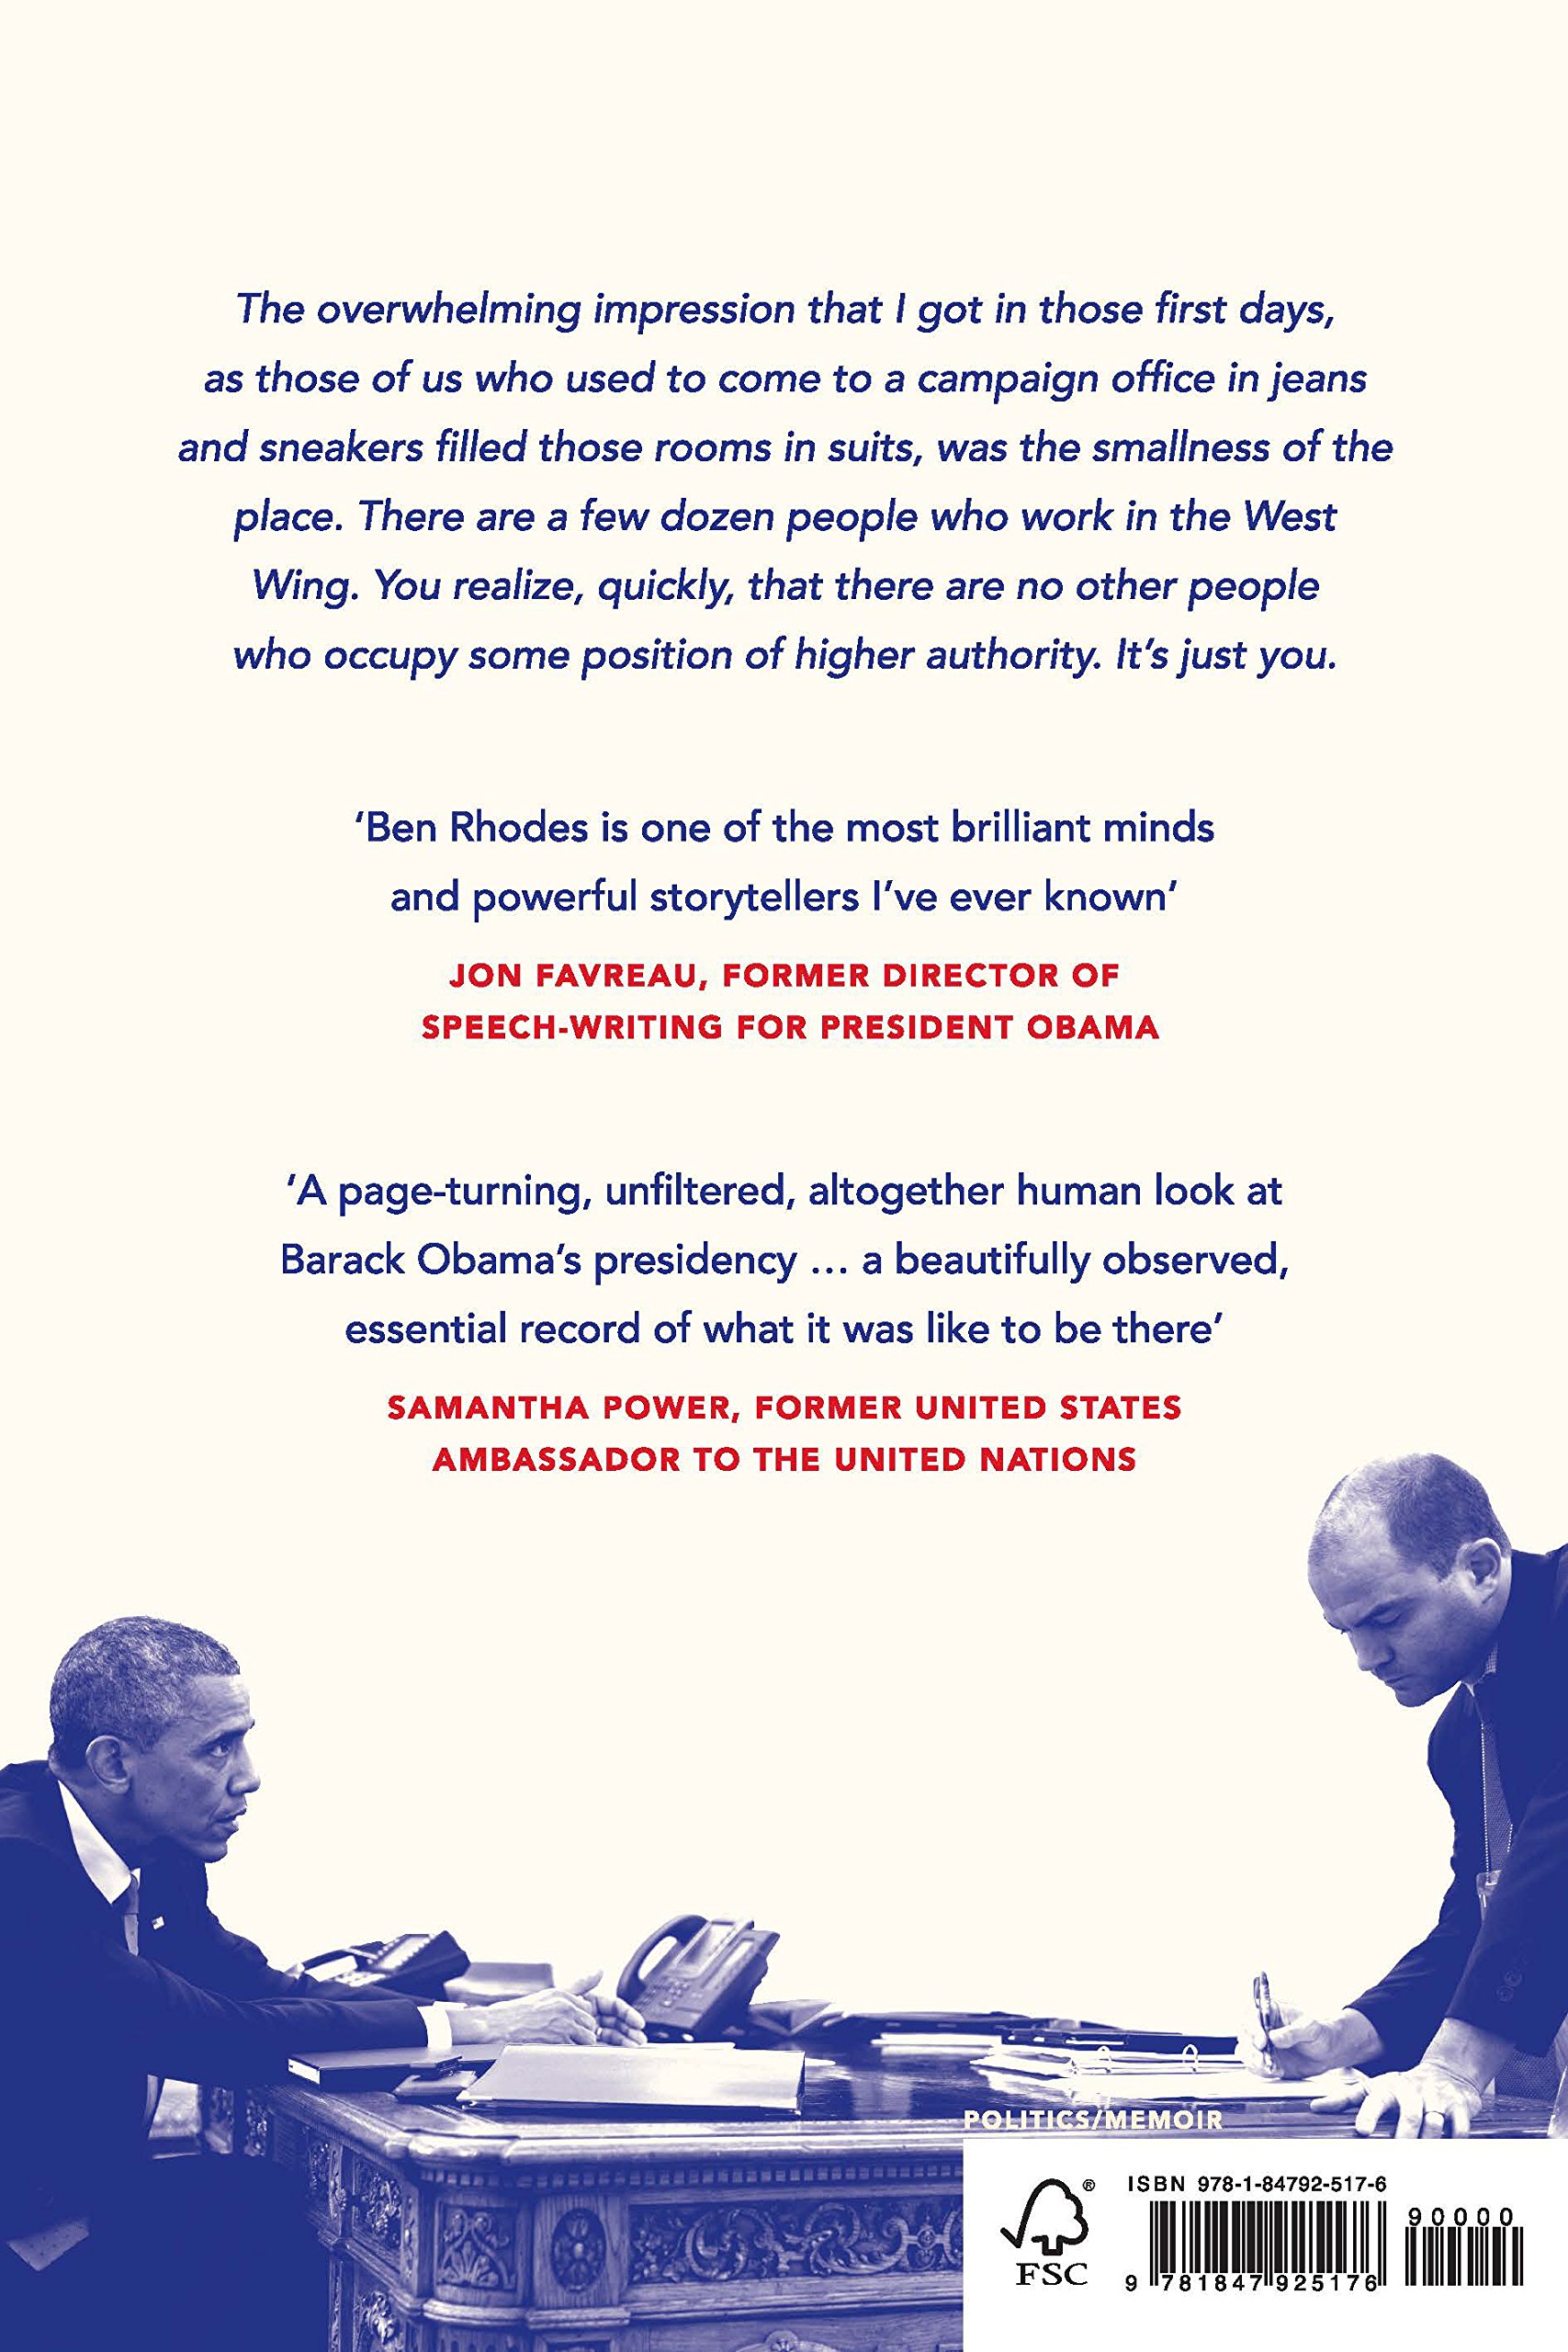 The overwhelming impression that I got in those first days,
as those of us who used to come to a campaign office in jeans
and sneakers filled those rooms in suits, was the smallness of the
place. There are a few dozen people who work in the West
Wing. You realize, quickly, that there are no other people
who occupy some position of higher authority. It’s just you.
‘Ben Rhodes is one of the most brilliant minds
and powerful storytellers I’ve ever known’
JON FAVREAU, FORMER DIRECTOR OF
SPEECH-WRITING FOR PRESIDENT OBAMA
‘A page-turning, unfiltered, altogether human look at
Barack Obama’s presidency … a beautifully observed,
essential record of what it was like to be there’
SAMANTHA POWER, FORMER UNITED STATES
AMBASSADOR TO THE UNITED NATIONS
POLITICS/MEMOIR
®
FSC
ISBN 978-1-84792-517-6
90000
9 781847 925176